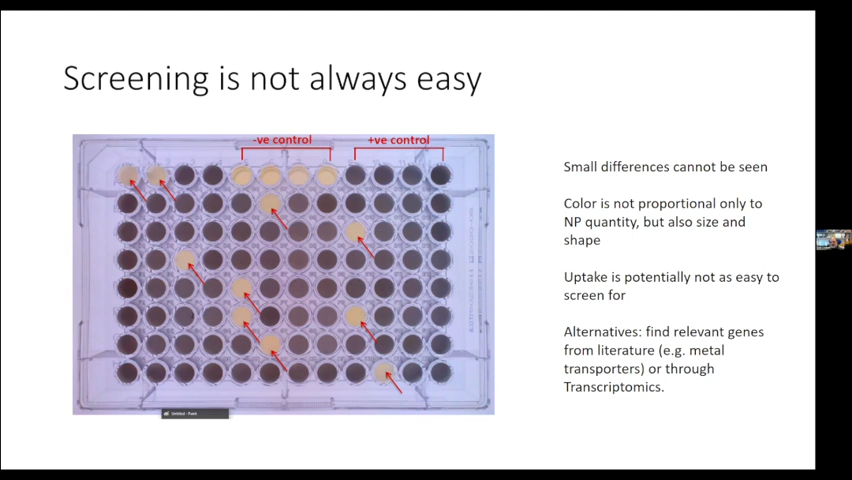 Screening is not always easy
-ve control
+ve control
Small differences cannot be seen
Color is not proportional only to
NP quantity, but also size and
shape
Uptake is potentially not as easy to
screen for
Alternatives: find relevant genes
from literature (e.g. metal
transporters) or through
Transcriptomics.
Untitled - Paint